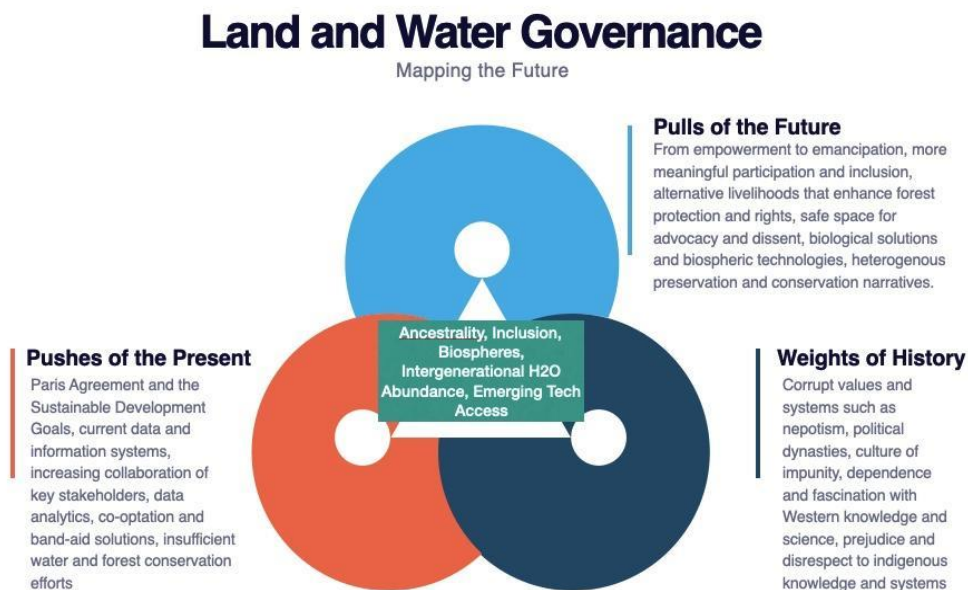 Land and Water Governance
Mapping the Future
Pulls of the Future
From empowerment to emancipation, more
meaningful participation and inclusion,
alternative livelihoods that enhance forest
protection and rights, safe space for
advocacy and dissent, biological solutions
and biospheric technologies, heterogenous
preservation and conservation narratives.
Ancestrality, Inclusion,
Biospheres,
Intergenerational H2O
Abundance, Emerging Tech
Access
Pushes of the Present
Paris Agreement and the
Sustainable Development
Goals, current data and
information systems,
increasing collaboration of
key stakeholders, data
analytics, co-optation and
band-aid solutions, insufficient
water and forest conservation
efforts
Weights of History
Corrupt values and
systems such as
nepotism, political
dynasties, culture of
impunity, dependence
and fascination with
Western knowledge and
science, prejudice and
disrespect to indigenous
knowledge and systems